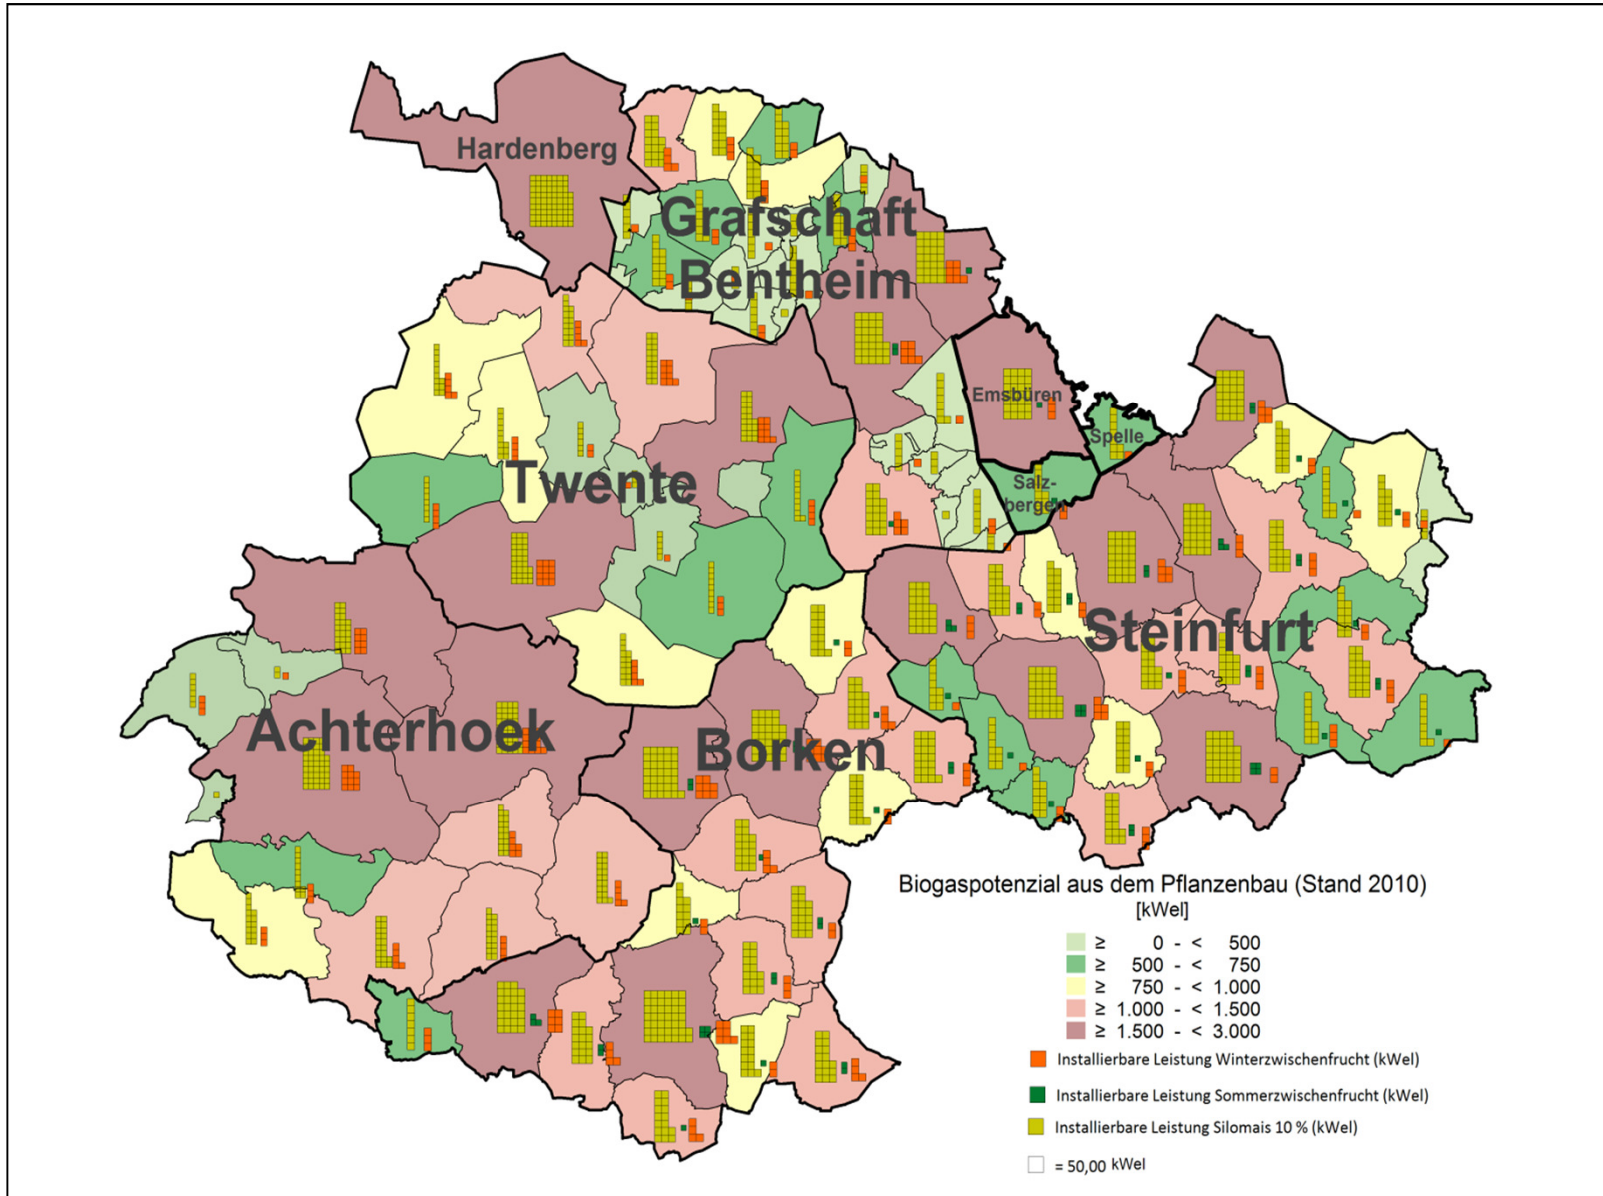 Hardenberg
Grafschaft
Bentheim
Emsbüren
Spelle
Salz-
bergen
Twente
Steinfurt
Achterhoek
Borken
Biogaspotenzial aus dem Pflanzenbau (Stand 2010)
[kWel]
≥ 0 - < 500
≥ 500 - < 750
≥ 750 - < 1.000
≥ 1.000 - < 1.500
≥ 1.500 - < 3.000
Installierbare Leistung Winterzwischenfrucht (kWel)
Installierbare Leistung Sommerzwischenfrucht (kWel)
Installierbare Leistung Silomais 10 % (kWel)
= 50,00 kWel